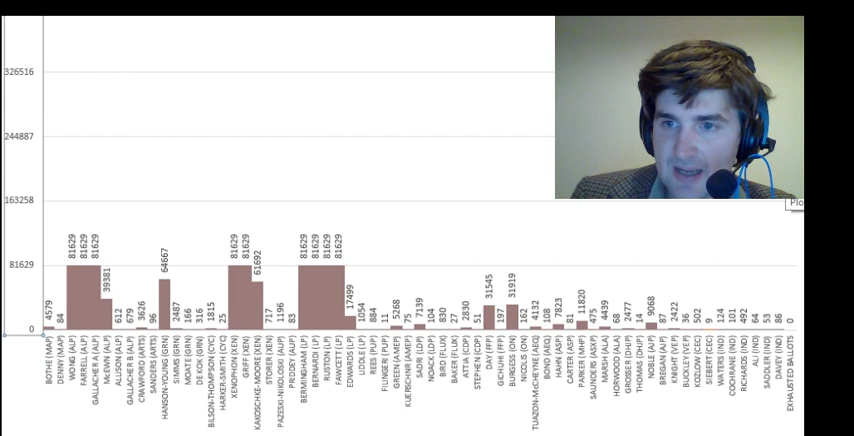 326516
244887
163258
81629
0
4579
84
81629
81629
81629
39381
612
679
3626
96
64667
2487
166
316
1815
25
81629
81629
61692
717
1196
83
81629
81629
81629
81629
17499
1054
884
11
5268
75
7139
104
830
27
2830
51
31545
197
31919
162
4132
108
7823
81
11820
475
4439
68
2477
14
9068
87
2422
36
502
9
124
101
492
64
53
86
0
BOTHE (MAP)
DENNY (MAP)
WONG (ALP)
FARRELL (ALP)
GALLACHER A (ALP)
McEWN (ALP)
ALLISON (ALP)
GALLACHER B (ALP)
CRAWFORD (ARTS)
SANDERS (ARTS)
HANSON-YOUNG (GRN)
SIMMS (GRN)
MOATE (GRN)
DE KOK (GRN)
BILSON-THOMPSON (CYC)
HARKER-SMITH (CYC)
XENOPHON (XEN)
GRIFF (XEN)
KAKOSCHKE-MOORE (XEN)
STORER (XEN)
PAZESKI-NIKOLOSKI (AUP)
PRIDDEY (AUP)
BERMINGHAM (LP)
BERNARDI (LP)
RUSTON (LP)
FAWCETT (LP)
EDWARDS (LP)
LIDDLE (LP)
REES (PUP)
FILINGERI (PUP)
GREEN (AMEP)
KUERSCHNER (AMEP)
SADRI (LDP)
NOACK (LDP)
BIRD (FLUX)
BAKER (FLUX)
ATTIA (CDP)
STEPHEN (CDP)
DAY (FFP)
GICHUHI (FFP)
BURGESS (ON)
NICOLIS (ON)
TUAZON-McCHEYNE (AEQ)
BOND (AEQ)
HAHN (ASP)
CARTER (ASP)
PARKER (MHP)
SAUNDERS (ASXP)
MARSH (ALA)
HORWOOD (ALA)
GROSSER (DHJP)
THOMAS (DHJP)
NOBLE (AJP)
BREGAN (AJP)
KNIGHT (VEP)
BUCKLEY (VEP)
KOZLOW (CEC)
SIEBERT (CEC)
WATERS (IND)
COCHRANE (IND)
RICHARDS (IND)
ALI (IND)
SADDLER (IND)
DAVEY (IND)
EXHAUSTED BALLOTS